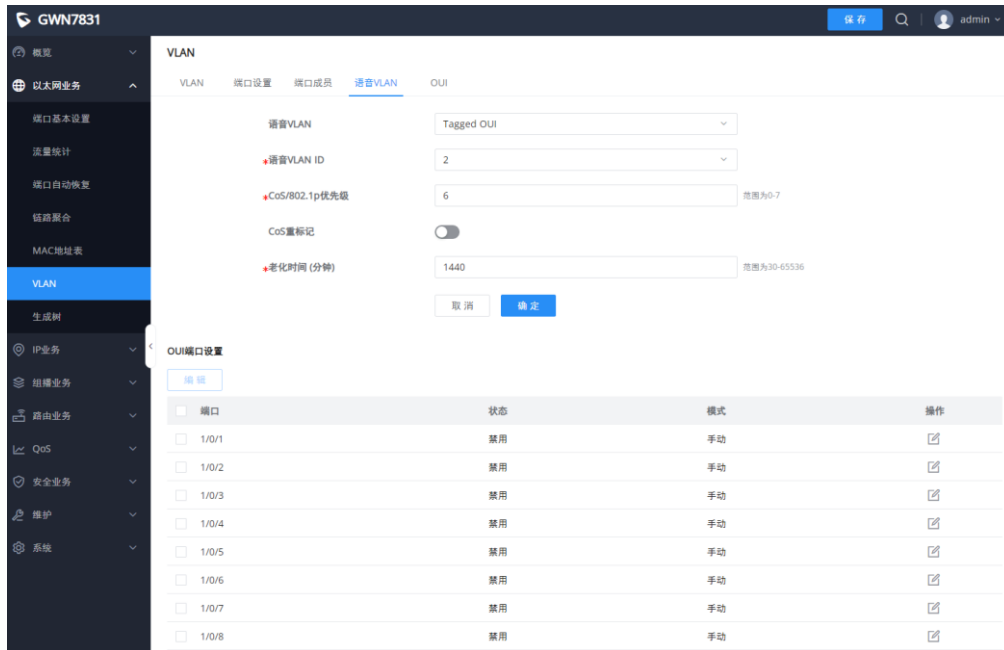 GWN7831 保存 admin
概览
以太网业务
端口基本设置
流量统计
端口自动恢复
链路聚合
MAC地址表
VLAN
生成树
IP业务
组播业务
路由业务
QoS
安全业务
维护
系统
VLAN
VLAN 端口设置 端口成员 语音VLAN OUI
语音VLAN Tagged OUI
*语音VLAN ID 2
*CoS/802.1p优先级 6 范围为0-7
CoS重标记
*老化时间 (分钟) 1440 范围为30-65536
取消 确定
OUI端口设置
编辑
端口 状态 模式 操作
1/0/1 禁用 手动
1/0/2 禁用 手动
1/0/3 禁用 手动
1/0/4 禁用 手动
1/0/5 禁用 手动
1/0/6 禁用 手动
1/0/7 禁用 手动
1/0/8 禁用 手动